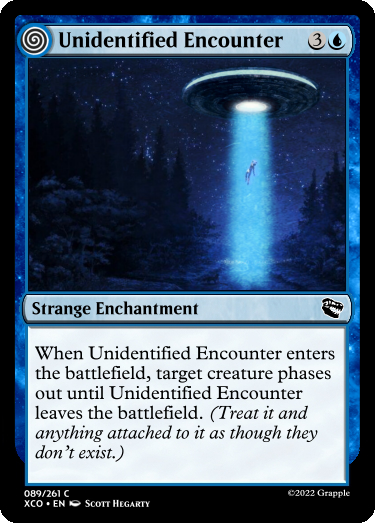 Unidentified Encounter 3
Strange Enchantment
When Unidentified Encounter enters
the battlefield, target creature phases
out until Unidentified Encounter
leaves the battlefield. (Treat it and
anything attached to it as though they
don't exist.)
089/261 C
XCO • EN Scott Hegarty
©2022 Grapple